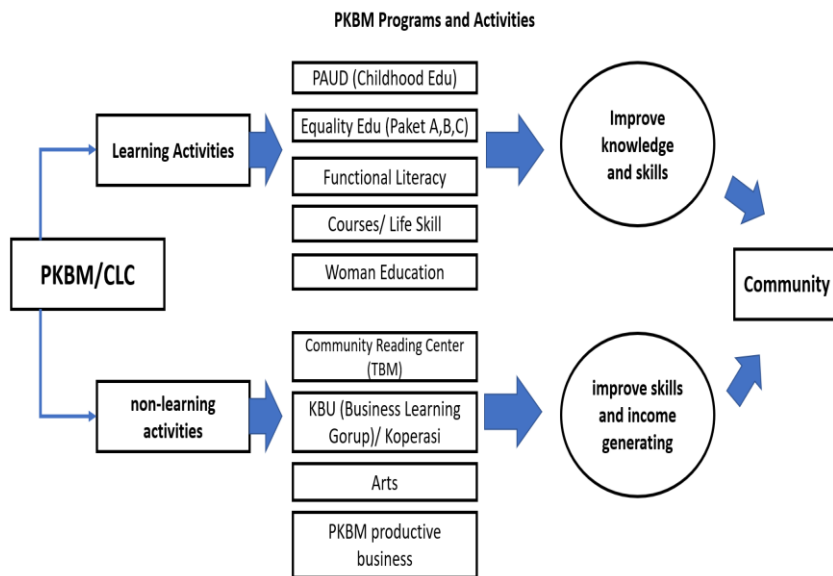 PKBM Programs and Activities
PAUD (Childhood Edu)
Equality Edu (Paket A,B,C)
Functional Literacy
Courses/ Life Skill
Woman Education
Learning Activities
Improve
knowledge
and skills
PKBM/CLC
Community
non-learning
activities
Community Reading Center
(TBM)
KBU (Business Learning
Gorup)/ Koperasi
Arts
PKBM productive
business
improve skills
and income
generating